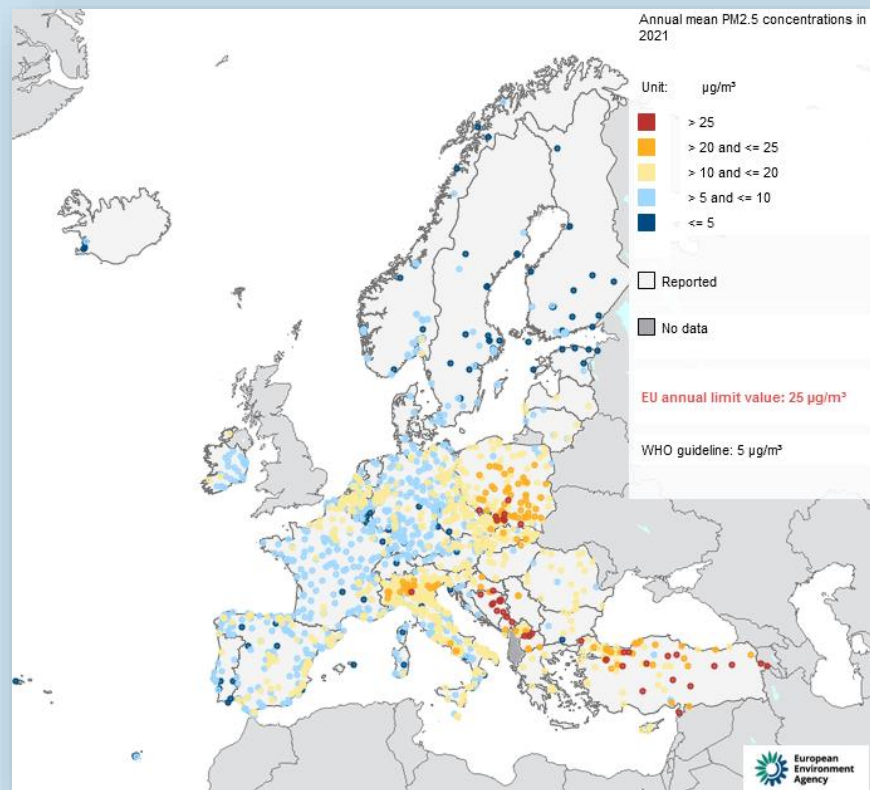 Annual mean PM2.5 concentrations in
2021
Unit: µg/m³
> 25
> 20 and <= 25
> 10 and <= 20
> 5 and <= 10
<= 5
Reported
No data
EU annual limit value: 25 µg/m³
WHO guideline: 5 µg/m³
European
Environment
Agency